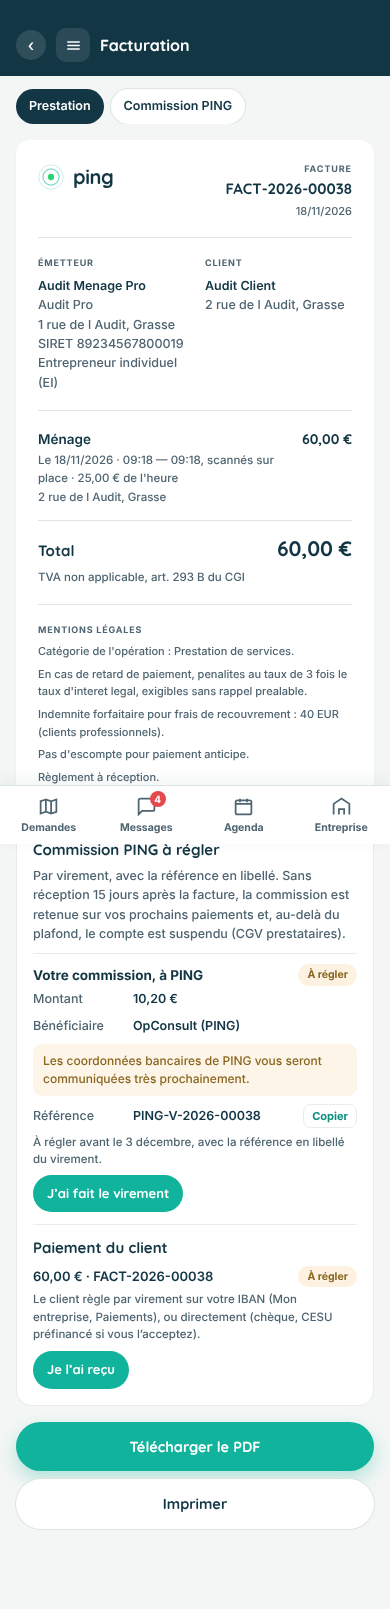 Facturation
Prestation
Commission PING
ping
FACTURE
FACT-2026-00038
18/11/2026
ÉMETTEUR
Audit Menage Pro
Audit Pro
1 rue de l Audit, Grasse
SIRET 89234567800019
Entrepreneur individuel
(EI)
CLIENT
Audit Client
2 rue de l Audit, Grasse
Ménage 60,00 €
Le 18/11/2026 · 09:18 — 09:18, scannés sur
place · 25,00 € de l'heure
2 rue de l Audit, Grasse
Total 60,00 €
TVA non applicable, art. 293 B du CGI
MENTIONS LÉGALES
Catégorie de l'opération : Prestation de services.
En cas de retard de paiement, penalites au taux de 3 fois le
taux d'interet legal, exigibles sans rappel prealable.
Indemnite forfaitaire pour frais de recouvrement : 40 EUR
(clients professionnels).
Pas d'escompte pour paiement anticipe.
Règlement à réception.
4
Demandes Messages Agenda Entreprise
Commission PING à régler
Par virement, avec la référence en libellé. Sans
réception 15 jours après la facture, la commission est
retenue sur vos prochains paiements et, au-delà du
plafond, le compte est suspendu (CGV prestataires).
Votre commission, à PING À régler
Montant 10,20 €
Bénéficiaire OpConsult (PING)
Les coordonnées bancaires de PING vous seront
communiquées très prochainement.
Référence PING-V-2026-00038 Copier
À régler avant le 3 décembre, avec la référence en libellé
du virement.
J'ai fait le virement
Paiement du client
60,00 € · FACT-2026-00038 À régler
Le client règle par virement sur votre IBAN (Mon
entreprise, Paiements), ou directement (chèque, CESU
préfinancé si vous l'acceptez).
Je l'ai reçu
Télécharger le PDF
Imprimer